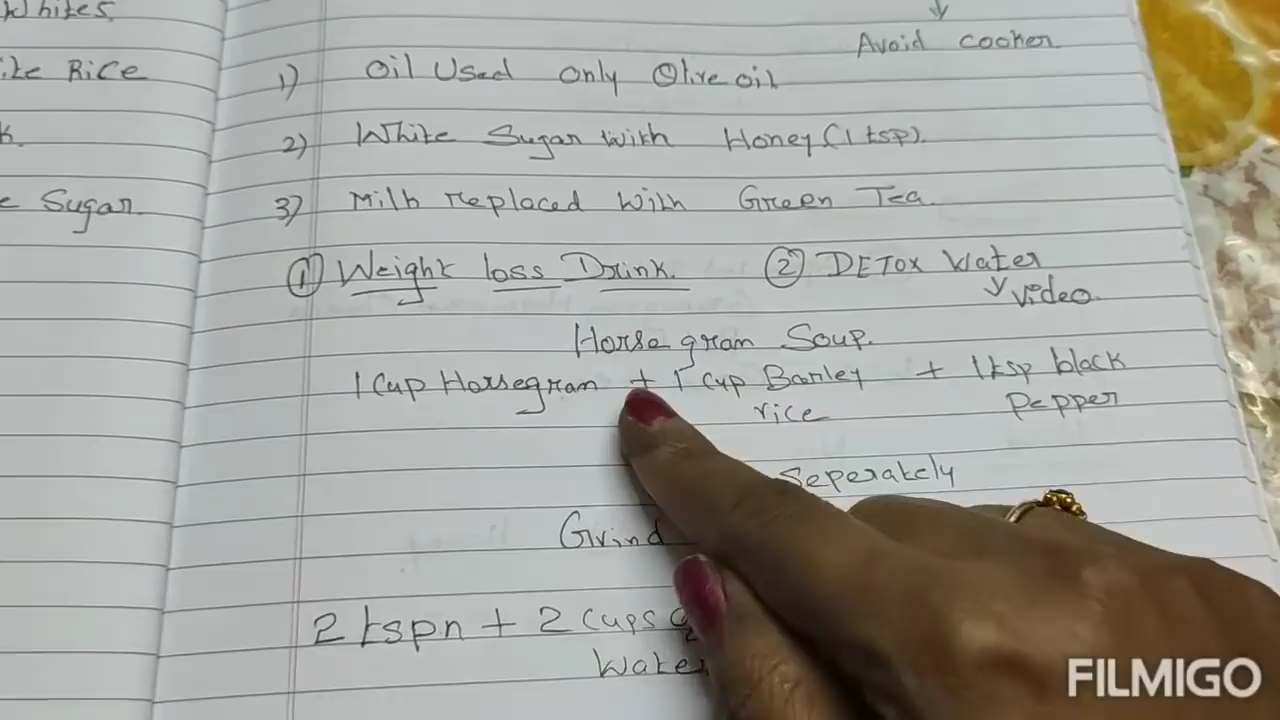 Whites.
Rice
Sugar.
Avoid cooker.
1) Oil Used Only Olive oil
2) White Sugar with Honey (1 tsp).
3) Milk replaced with Green Tea.
① Weight loss Drink. ② DETOX Water
Video.
Horse gram Soup.
1 Cup Horsegram + 1 cup Barley + 1 tsp black
rice pepper
Seperately
Grind
2 tspn + 2 cups
Water
FILMIGO